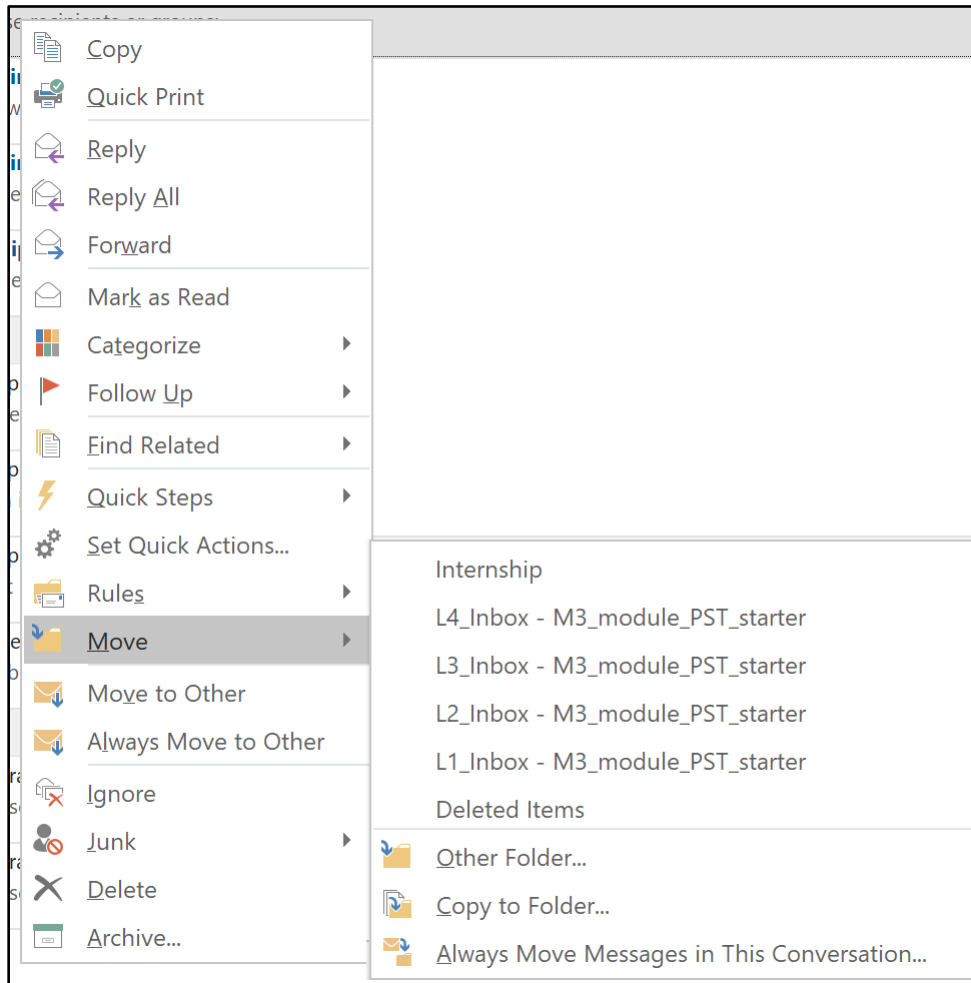 Copy
Quick Print
Reply
Reply All
Forward
Mark as Read
Categorize
Follow Up
Find Related
Quick Steps
Set Quick Actions...
Rules
Move
Move to Other
Always Move to Other
Ignore
Junk
Delete
Archive...
Internship
L4_Inbox - M3_module_PST_starter
L3_Inbox - M3_module_PST_starter
L2_Inbox - M3_module_PST_starter
L1_Inbox - M3_module_PST_starter
Deleted Items
Other Folder...
Copy to Folder...
Always Move Messages in This Conversation...